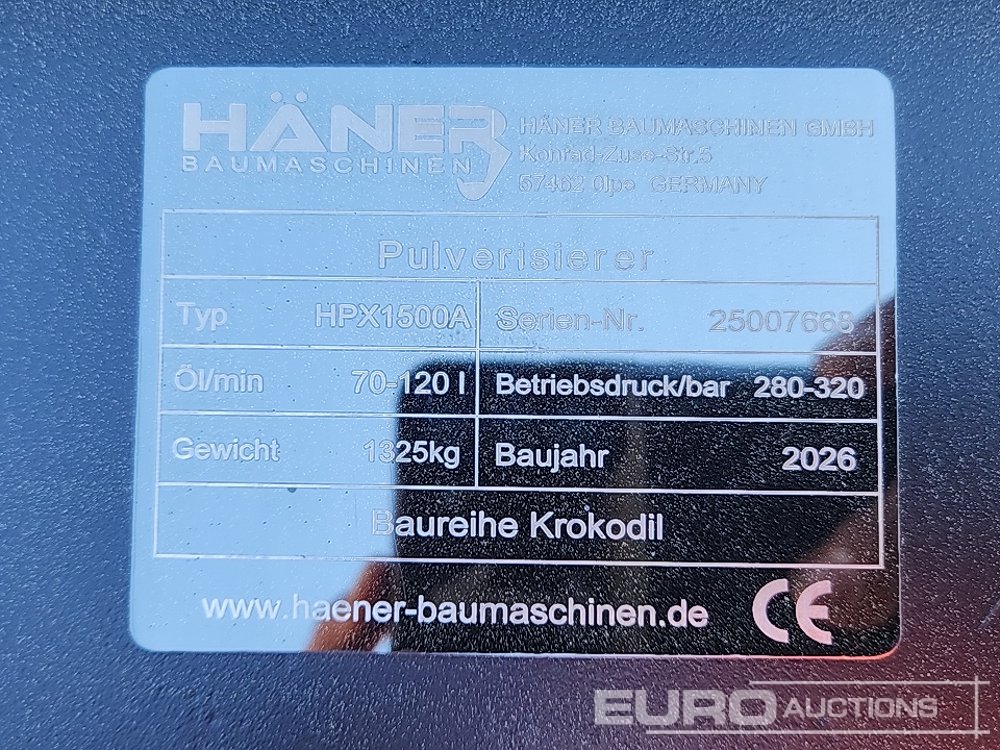 HÄNER
BAUMASCHINEN
HÄNER BAUMASCHINEN GMBH
Konrad-Zuse-Str.5
57462 Olpe GERMANY
Pulverisierer
Typ HPX1500A Serien-Nr. 25007668
Öl/min 70-120 l Betriebsdruck/bar 280-320
Gewicht 1325kg Baujahr 2026
Baureihe Krokodil
www.haener-baumaschinen.de CE
EURO AUCTIONS